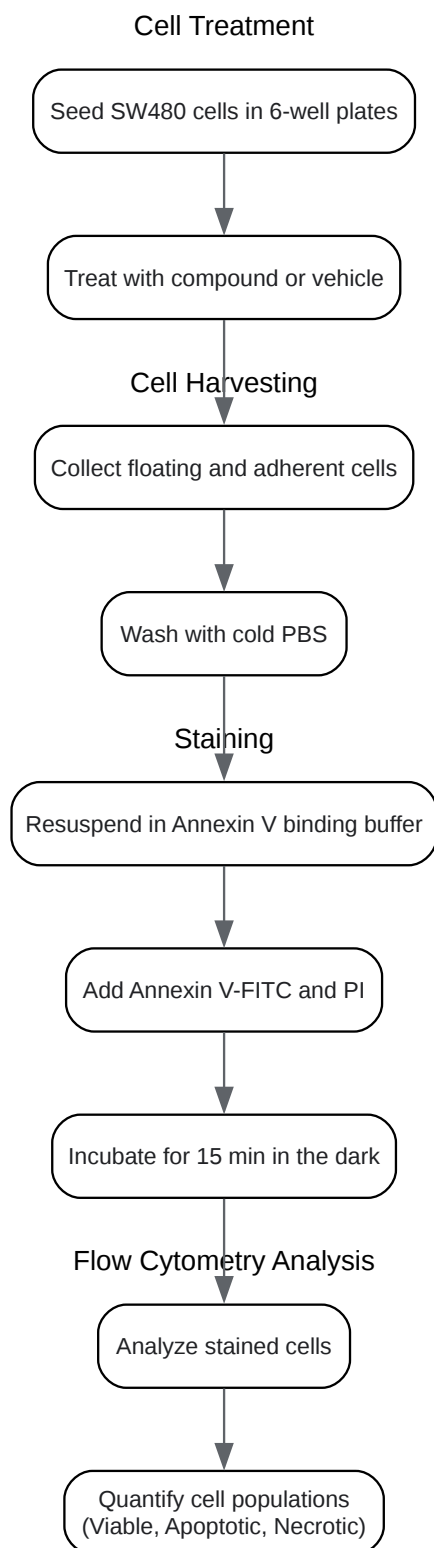 Cell Treatment
Seed SW480 cells in 6-well plates
Treat with compound or vehicle
Cell Harvesting
Collect floating and adherent cells
Wash with cold PBS
Staining
Resuspend in Annexin V binding buffer
Add Annexin V-FITC and PI
Incubate for 15 min in the dark
Flow Cytometry Analysis
Analyze stained cells
Quantify cell populations
(Viable, Apoptotic, Necrotic)